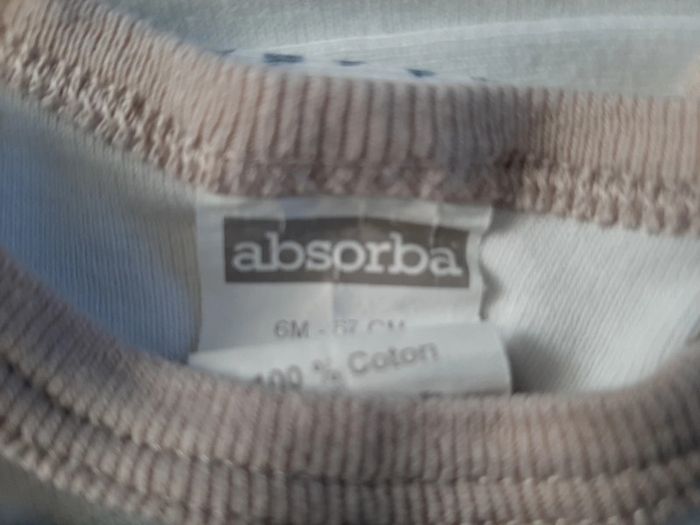 absorba
6M - 67 CM
100 % Coton